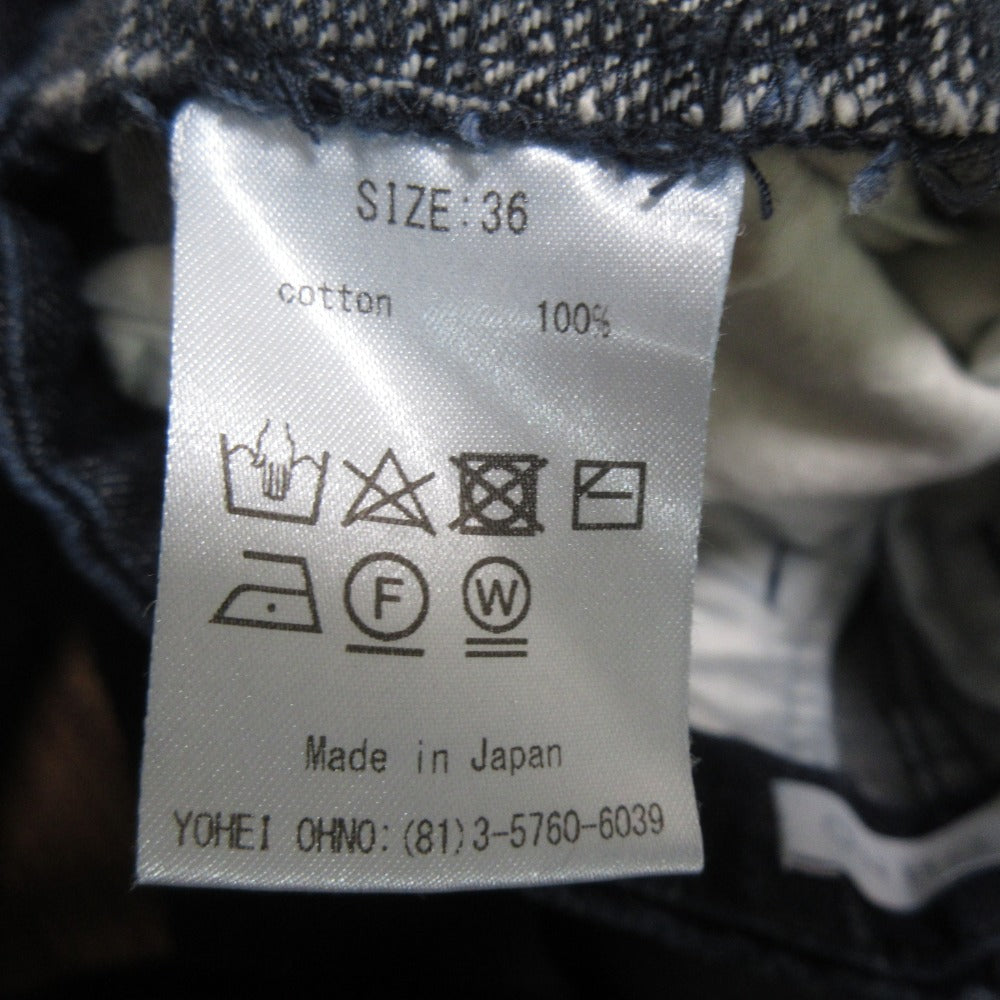 SIZE:36
cotton 100%
F W
Made in Japan
YOHEI OHNO:(81)3-5760-6039